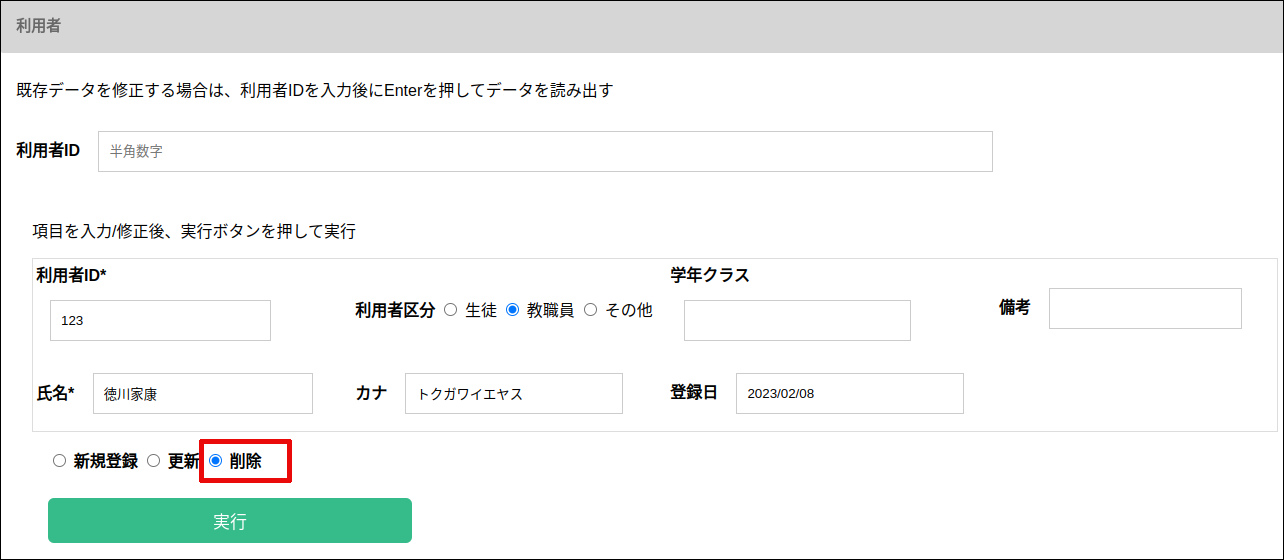 利用者
既存データを修正する場合は、利用者IDを入力後にEnterを押してデータを読み出す
利用者ID 半角数字
項目を入力/修正後、実行ボタンを押して実行
利用者ID* 学年クラス
123 利用者区分 生徒 教職員 その他 備考
氏名* 徳川家康 カナ トクガワイエヤス 登録日 2023/02/08
新規登録 更新 削除
実行